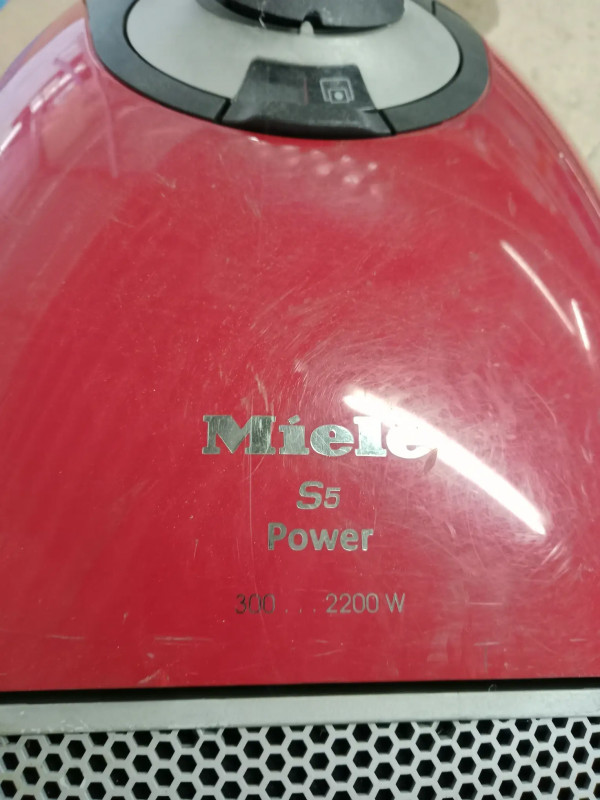 Miele
S5
Power
300 . . . 2200 W